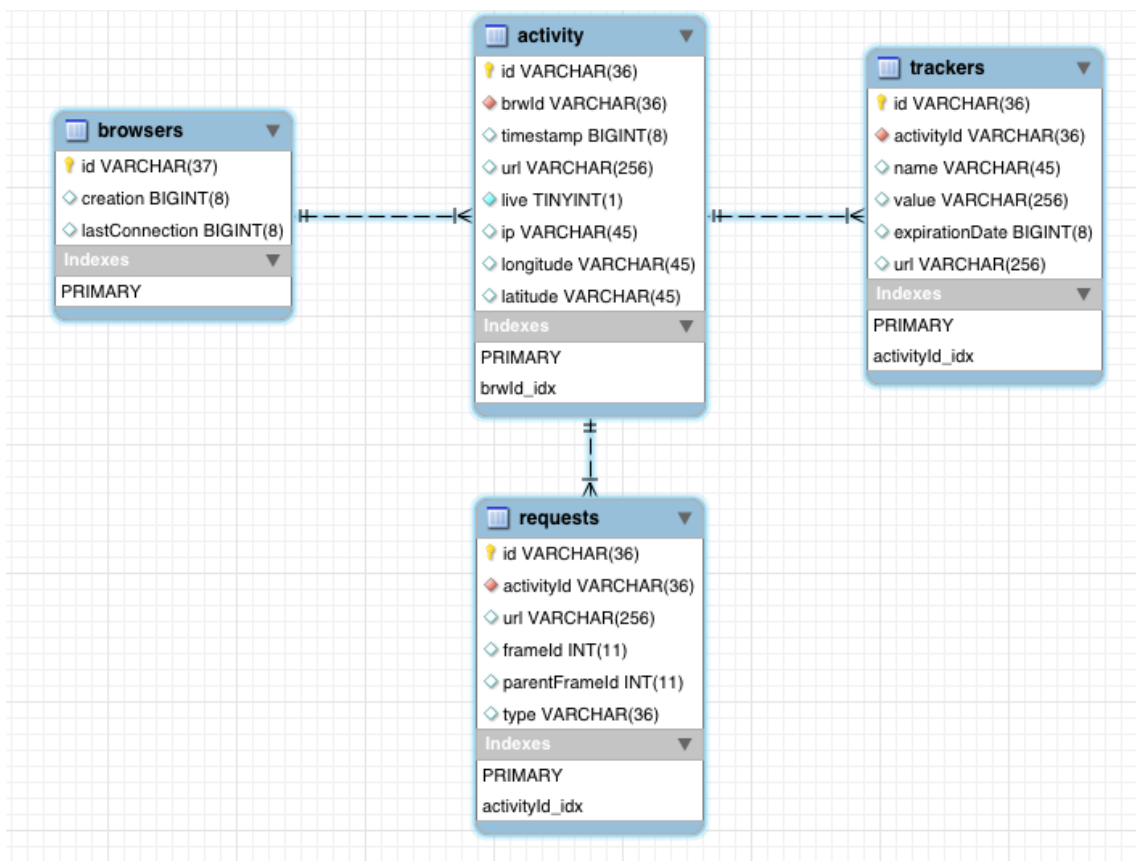 browsers
id VARCHAR(37)
creation BIGINT(8)
lastConnection BIGINT(8)
Indexes
PRIMARY
activity
id VARCHAR(36)
brwId VARCHAR(36)
timestamp BIGINT(8)
url VARCHAR(256)
live TINYINT(1)
ip VARCHAR(45)
longitude VARCHAR(45)
latitude VARCHAR(45)
Indexes
PRIMARY
brwId_idx
trackers
id VARCHAR(36)
activityId VARCHAR(36)
name VARCHAR(45)
value VARCHAR(256)
expirationDate BIGINT(8)
url VARCHAR(256)
Indexes
PRIMARY
activityId_idx
requests
id VARCHAR(36)
activityId VARCHAR(36)
url VARCHAR(256)
frameId INT(11)
parentFrameId INT(11)
type VARCHAR(36)
Indexes
PRIMARY
activityId_idx